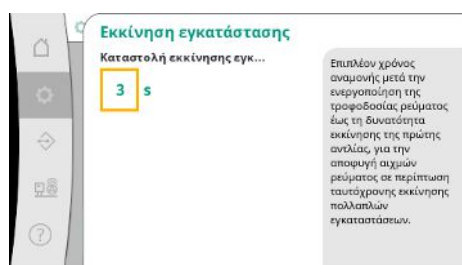 Εκκίνηση εγκατάστασης
Καταστολή εκκίνησης εγκ...
3 s
Επιπλέον χρόνος
αναμονής μετά την
ενεργοποίηση της
τροφοδοσίας ρεύματος
έως τη δυνατότητα
εκκίνησης της πρώτης
αντλίας, για την
αποφυγή αιχμών
ρεύματος σε περίπτωση
ταυτόχρονης εκκίνησης
πολλαπλών
εγκαταστάσεων.
?